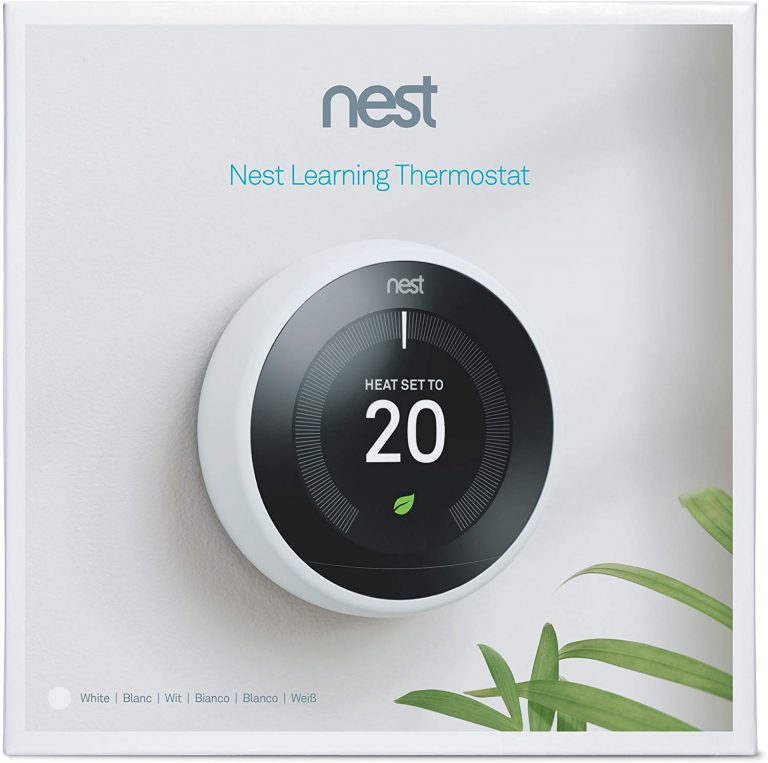 nest
Nest Learning Thermostat
nest
HEAT SET TO
20
White | Blanc | Wit | Bianco | Blanco | Weiß